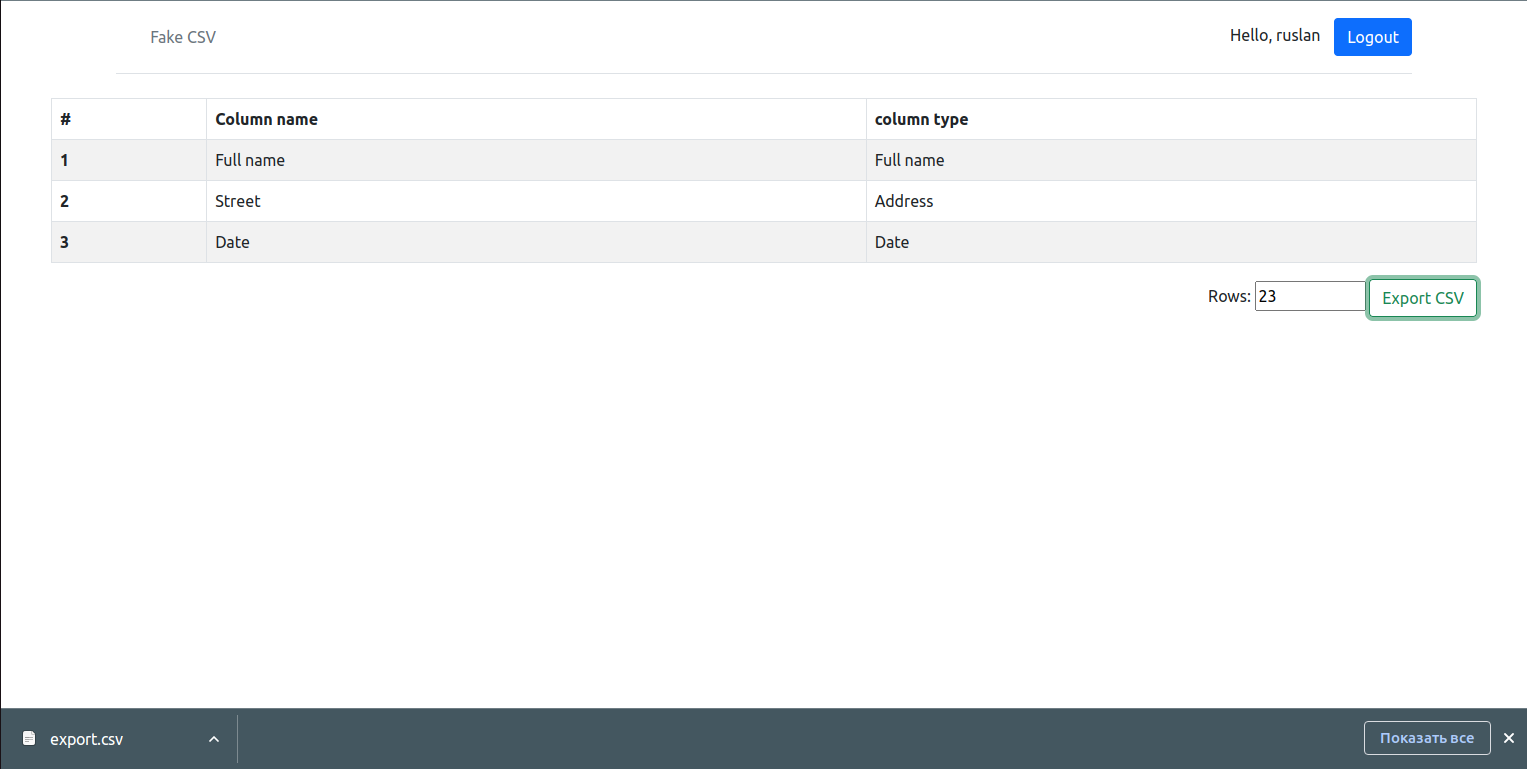 Fake CSV
Hello, ruslan Logout
# Column name column type
1 Full name Full name
2 Street Address
3 Date Date
Rows: 23 Export CSV
export.csv Показать все